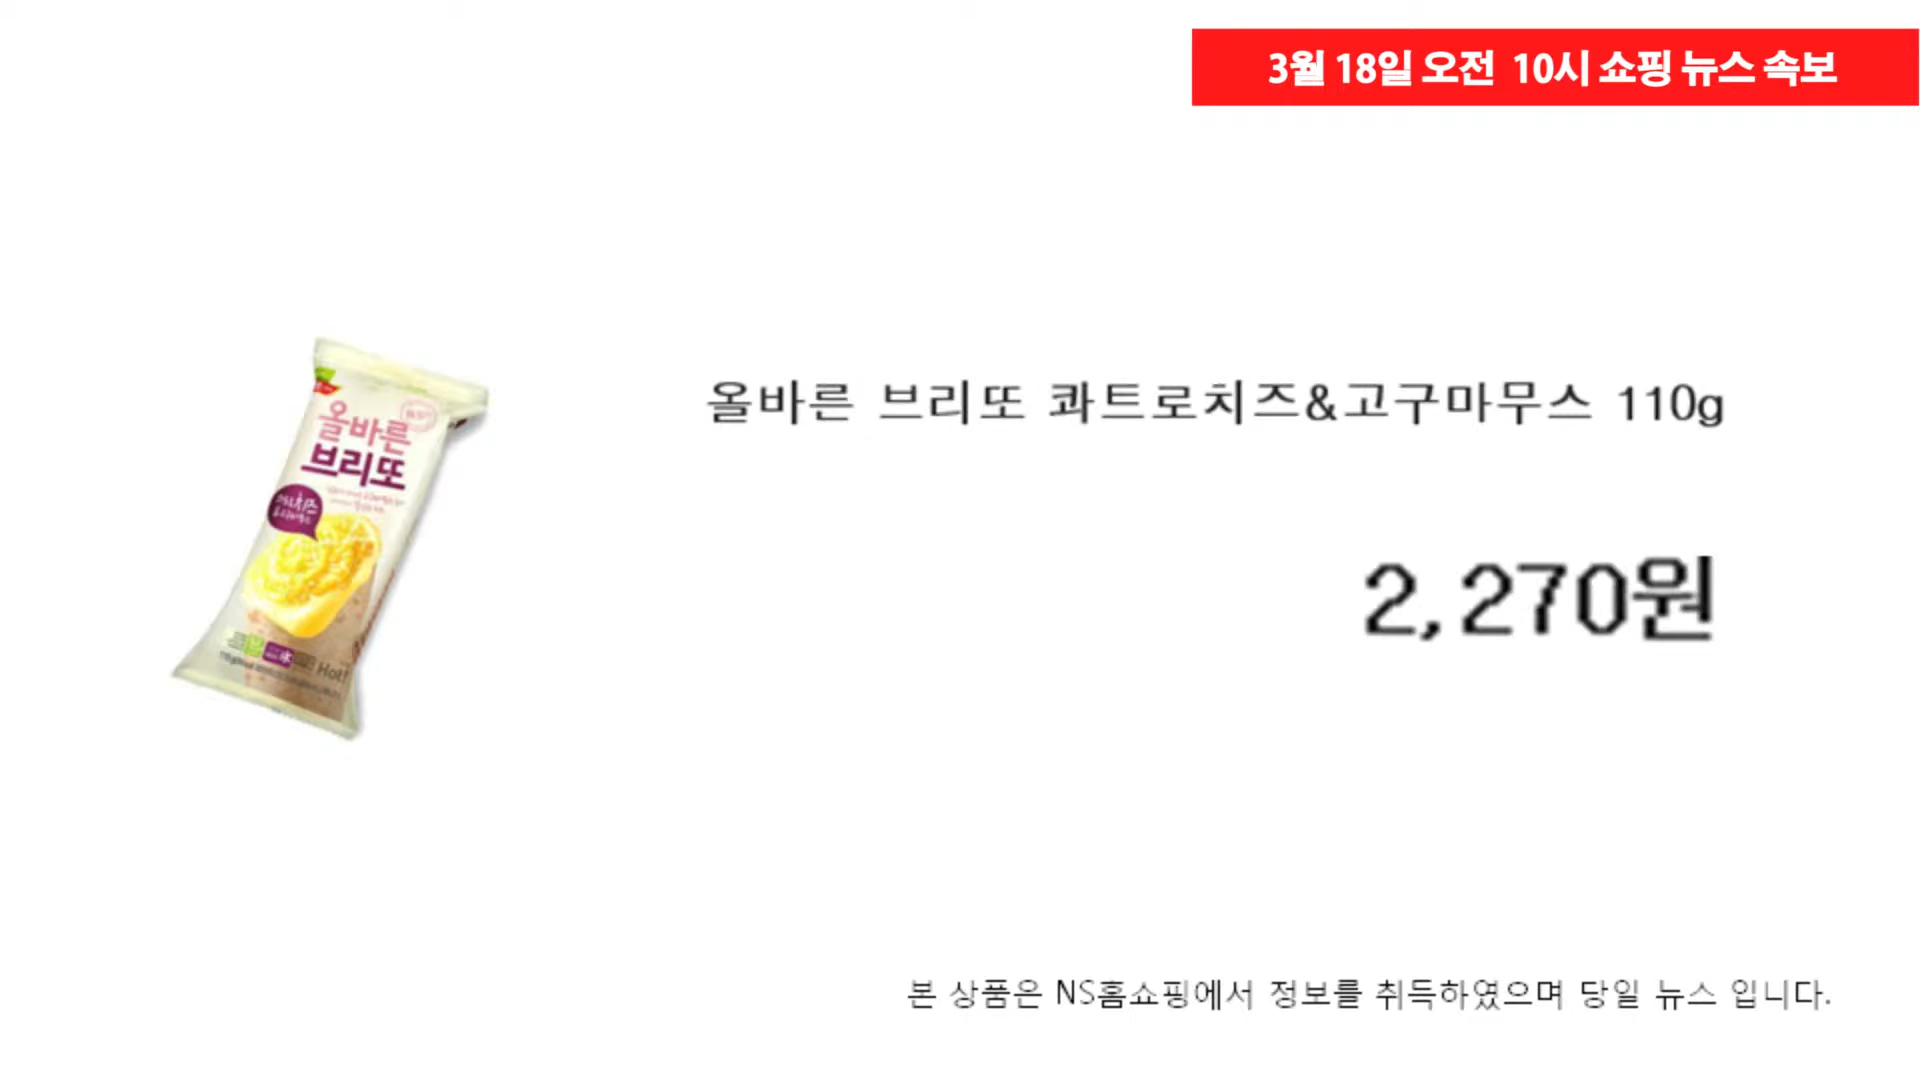 3월 18일 오전 10시 쇼핑 뉴스 속보
올바른 브리또 콰트로치즈&고구마무스 110g
2,270원
올바른
브리또
Hot!
본 상품은 NS홈쇼핑에서 정보를 취득하였으며 당일 뉴스 입니다.